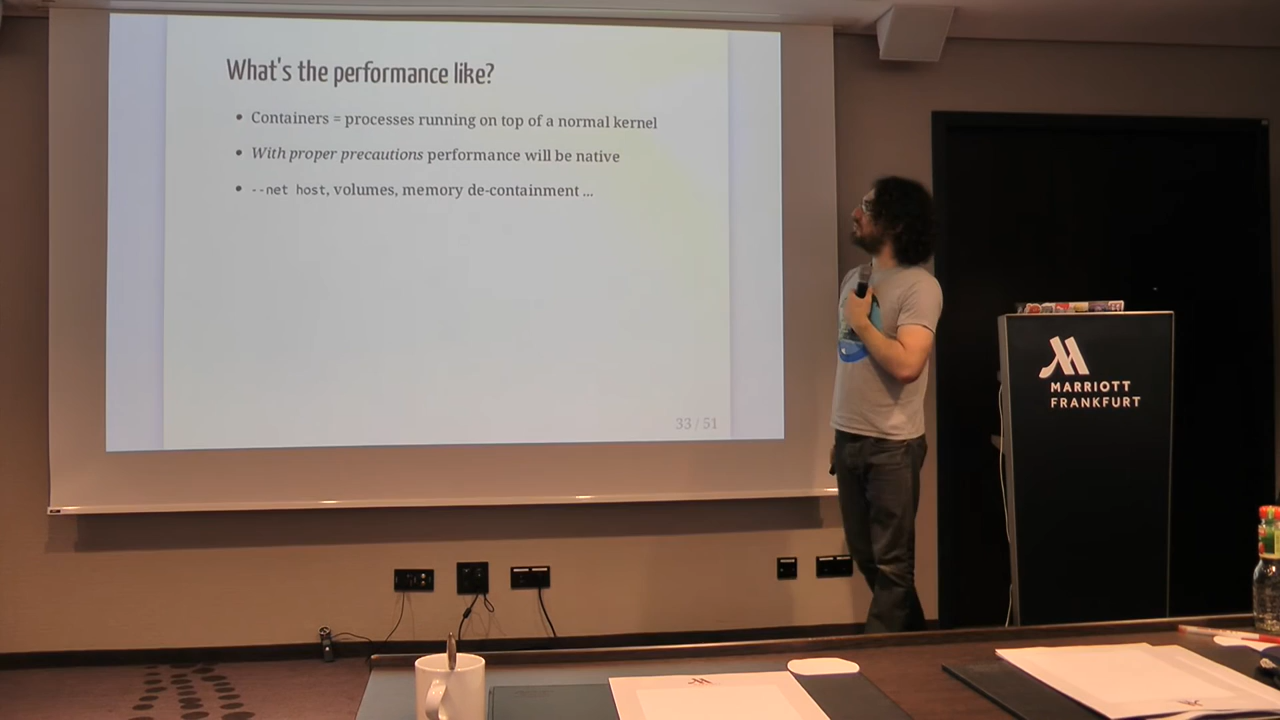 What's the performance like?
• Containers = processes running on top of a normal kernel
• With proper precautions performance will be native
• --net host, volumes, memory de-containment ...
33 / 51
MARRIOTT
FRANKFURT